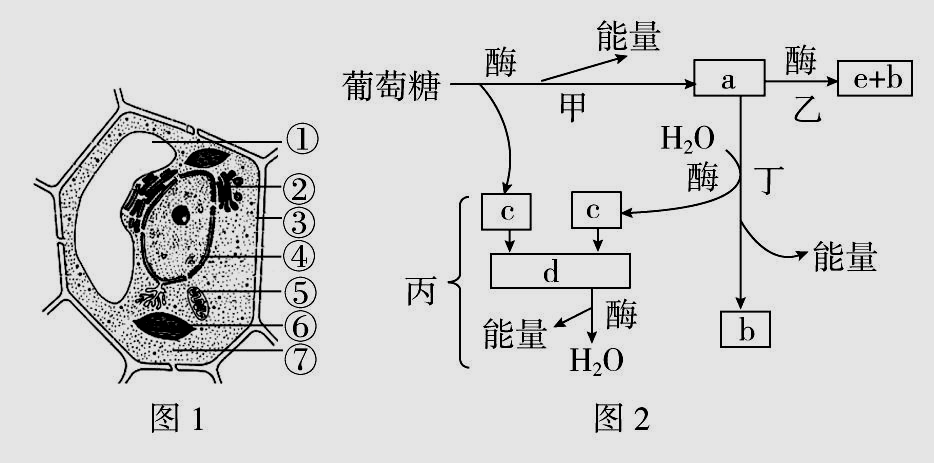 ①
②
③
④
⑤
⑥
⑦
图1
葡萄糖
酶
能量
甲
a
酶
乙
e+b
H₂O
酶
丁
能量
b
丙
c
c
d
能量
酶
H₂O
图2